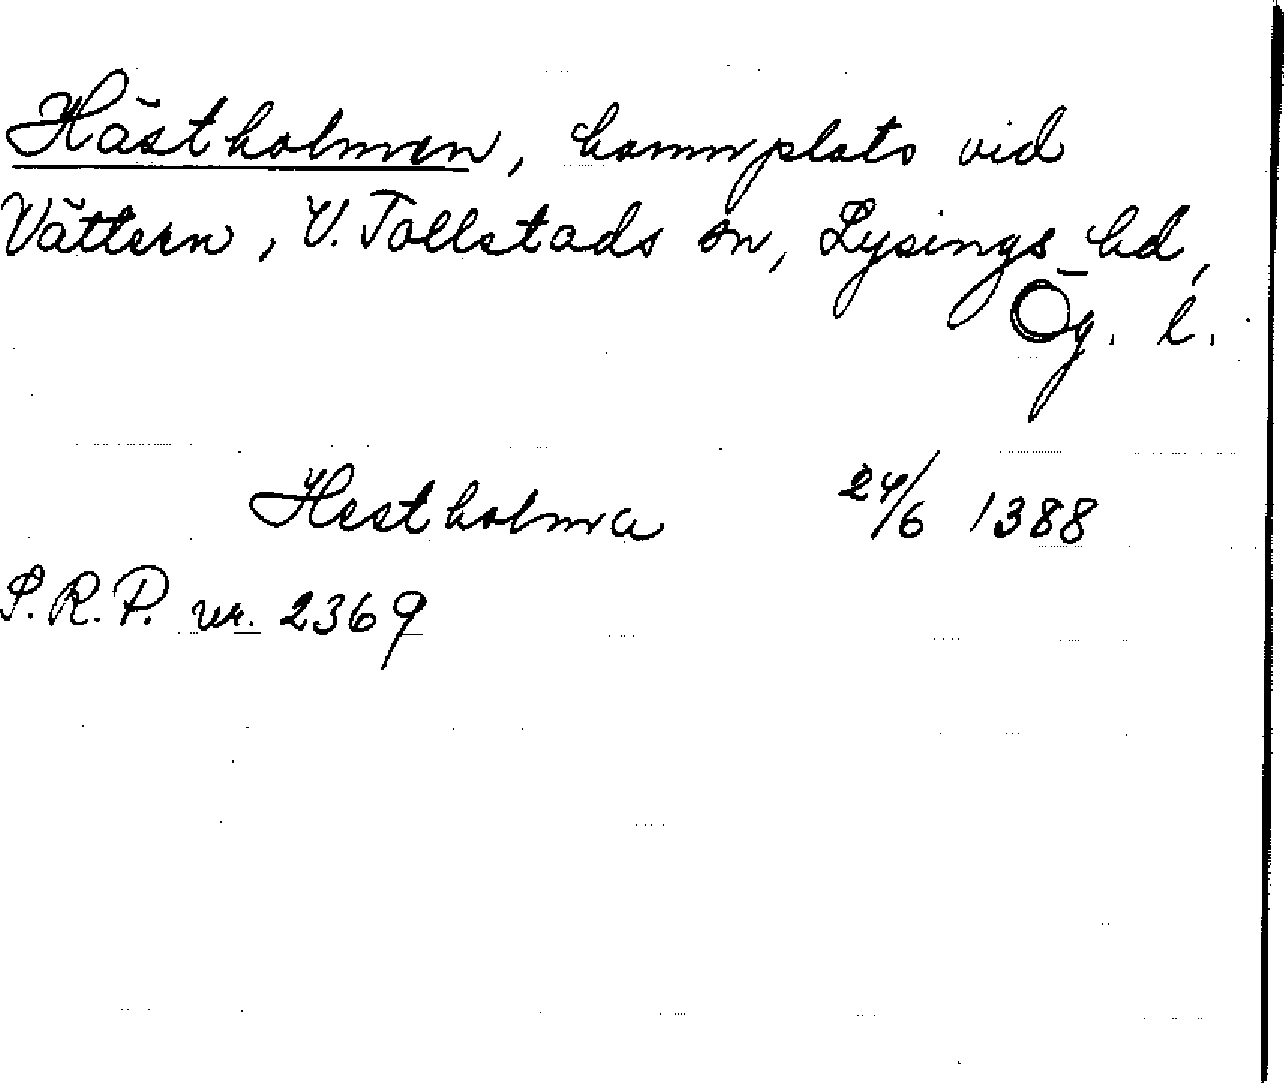 Hästholmen, hamnplats vid
Vättern, V. Tollstads sn, Lysings hd,
Ög. l.
Hestholma 24/6 1388
S.R.P. nr. 2369